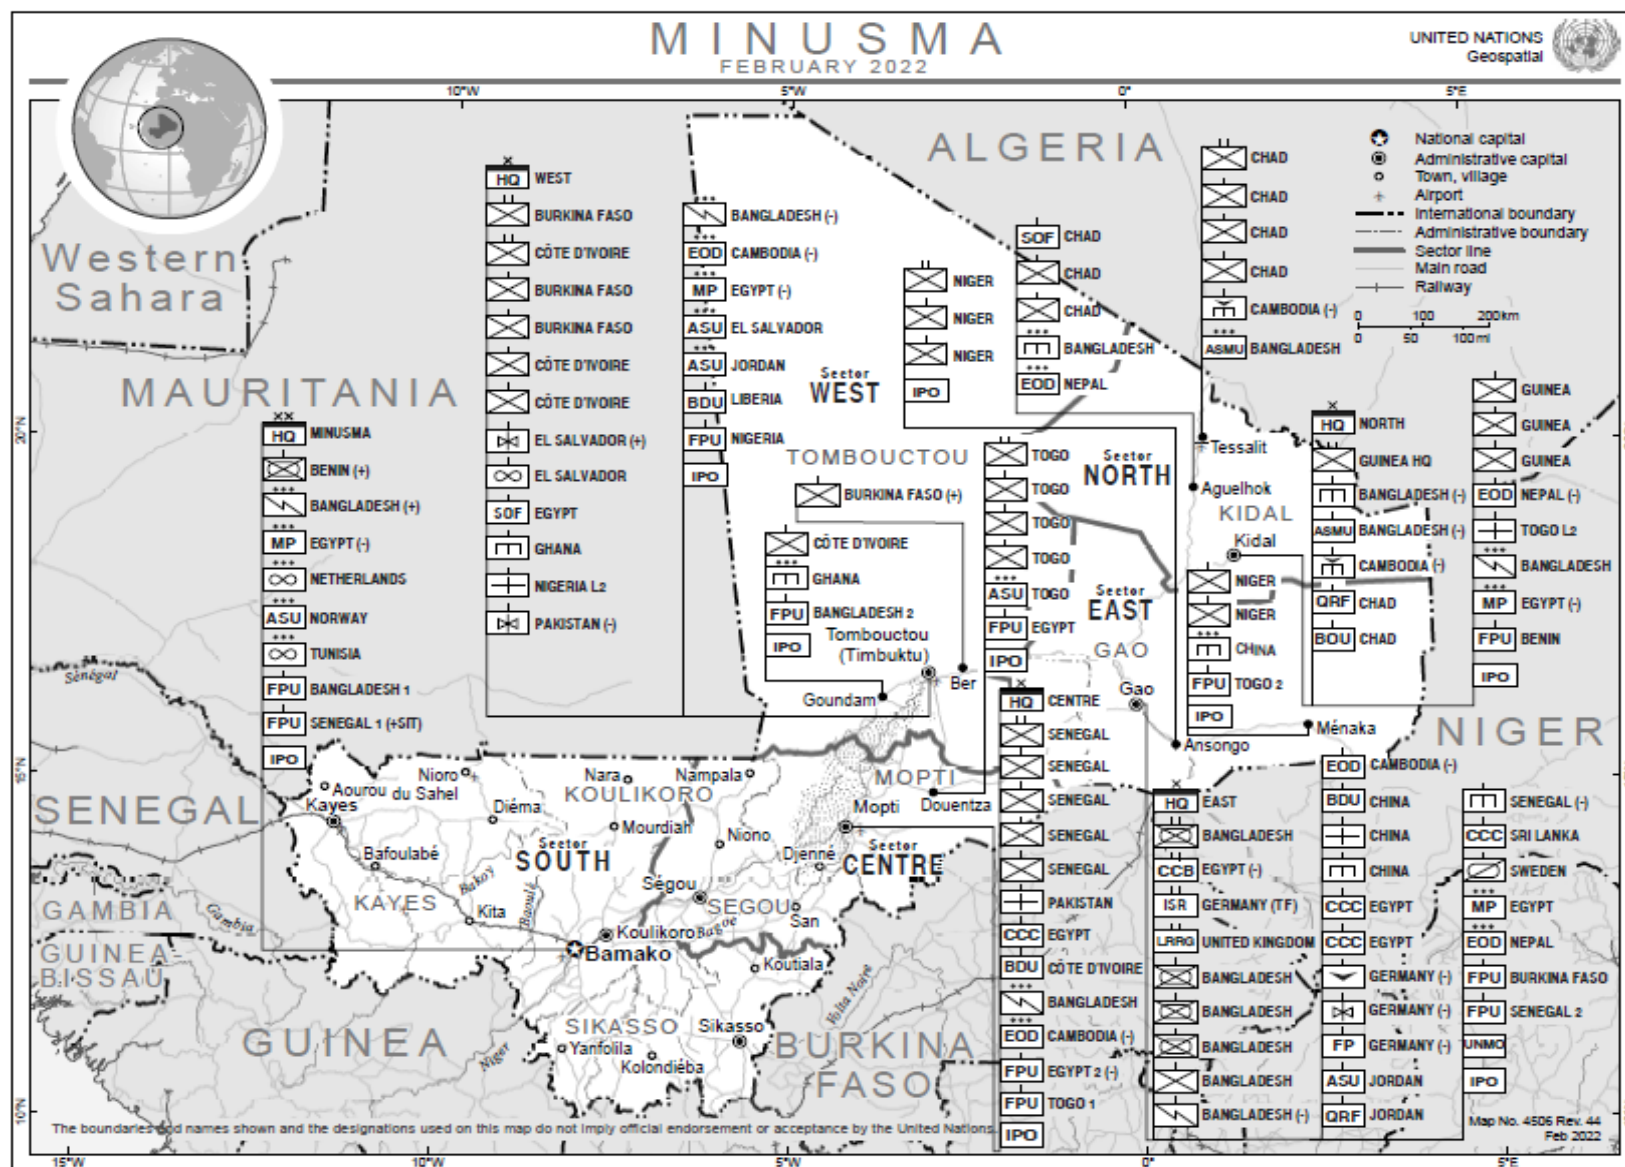 MINUSMA
FEBRUARY 2022
UNITED NATIONS
Geospatial
10°W
5°W
0°
5°E
National capital
Administrative capital
Town, village
Airport
International boundary
Administrative boundary
Sector line
Main road
Railway
0 100 200km
0 50 100mi
Western
Sahara
MAURITANIA
ALGERIA
SENEGAL
GAMBIA
GUINEA
BISSAU
GUINEA
BURKINA
FASO
NIGER
HQ WEST
BURKINA FASO
CÔTE D'IVOIRE
BURKINA FASO
BURKINA FASO
CÔTE D'IVOIRE
CÔTE D'IVOIRE
EL SALVADOR (+)
EL SALVADOR
SOF EGYPT
GHANA
NIGERIA L2
PAKISTAN (-)
BANGLADESH (-)
EOD CAMBODIA (-)
MP EGYPT (-)
ASU EL SALVADOR
ASU JORDAN
BDU LIBERIA
FPU NIGERIA
IPO
HQ MINUSMA
BENIN (+)
BANGLADESH (+)
MP EGYPT (-)
NETHERLANDS
ASU NORWAY
TUNISIA
FPU BANGLADESH 1
FPU SENEGAL 1 (+SIT)
IPO
NIGER
NIGER
NIGER
IPO
SOF CHAD
CHAD
CHAD
BANGLADESH
EOD NEPAL
CHAD
CHAD
CHAD
CHAD
CAMBODIA (-)
ASMU BANGLADESH
Sector
WEST
Sector
NORTH
Sector
EAST
Sector
SOUTH
Sector
CENTRE
TOMBOUCTOU
BURKINA FASO (+)
CÔTE D'IVOIRE
GHANA
FPU BANGLADESH 2
IPO
TOGO
TOGO
TOGO
TOGO
ASU TOGO
FPU EGYPT
IPO
HQ NORTH
GUINEA HQ
BANGLADESH (-)
ASMU BANGLADESH (-)
CAMBODIA (-)
QRF CHAD
BOU CHAD
GUINEA
GUINEA
GUINEA
EOD NEPAL (-)
TOGO L2
BANGLADESH
MP EGYPT (-)
FPU BENIN
IPO
NIGER
NIGER
CHINA
FPU TOGO 2
IPO
HQ CENTRE
SENEGAL
SENEGAL
SENEGAL
SENEGAL
SENEGAL
PAKISTAN
CCC EGYPT
BDU CÔTE D'IVOIRE
BANGLADESH
EOD CAMBODIA (-)
FPU EGYPT 2 (-)
FPU TOGO 1
IPO
HQ EAST
BANGLADESH
CCB EGYPT (-)
ISR GERMANY (TF)
LRRG UNITED KINGDOM
BANGLADESH
BANGLADESH
BANGLADESH
BANGLADESH
BANGLADESH (-)
EOD CAMBODIA (-)
BDU CHINA
CHINA
CHINA
CCC EGYPT
CCC EGYPT
GERMANY (-)
GERMANY (-)
FP GERMANY (-)
ASU JORDAN
QRF JORDAN
SENEGAL (-)
CCC SRI LANKA
SWEDEN
MP EGYPT
EOD NEPAL
FPU BURKINA FASO
FPU SENEGAL 2
UNMO
IPO
Tessalit
Aguelhok
KIDAL
Kidal
GAO
Gao
Ansongo
Ménaka
Tombouctou
(Timbuktu)
Ber
Goundam
MOPTI
Mopti
Douentza
Djenné
Nioro
du Sahel
Nara
Nampala
Aourou
Kayes
KOULIKORO
Diéma
Mourdiah
Niono
Bafoulabé
KAYES
Kita
Ségou
SEGOU
San
Koulikoro
Bamako
Koutiala
SIKASSO
Sikasso
Yanfolila
Kolondiéba
Sénégal
Gambia
Bakoy
Baoulé
Niger
Volta Noire
20°N
15°N
10°N
The boundaries and names shown and the designations used on this map do not imply official endorsement or acceptance by the United Nations.
Map No. 4506 Rev. 44
Feb 2022
15°W
10°W
5°W
0°
5°E